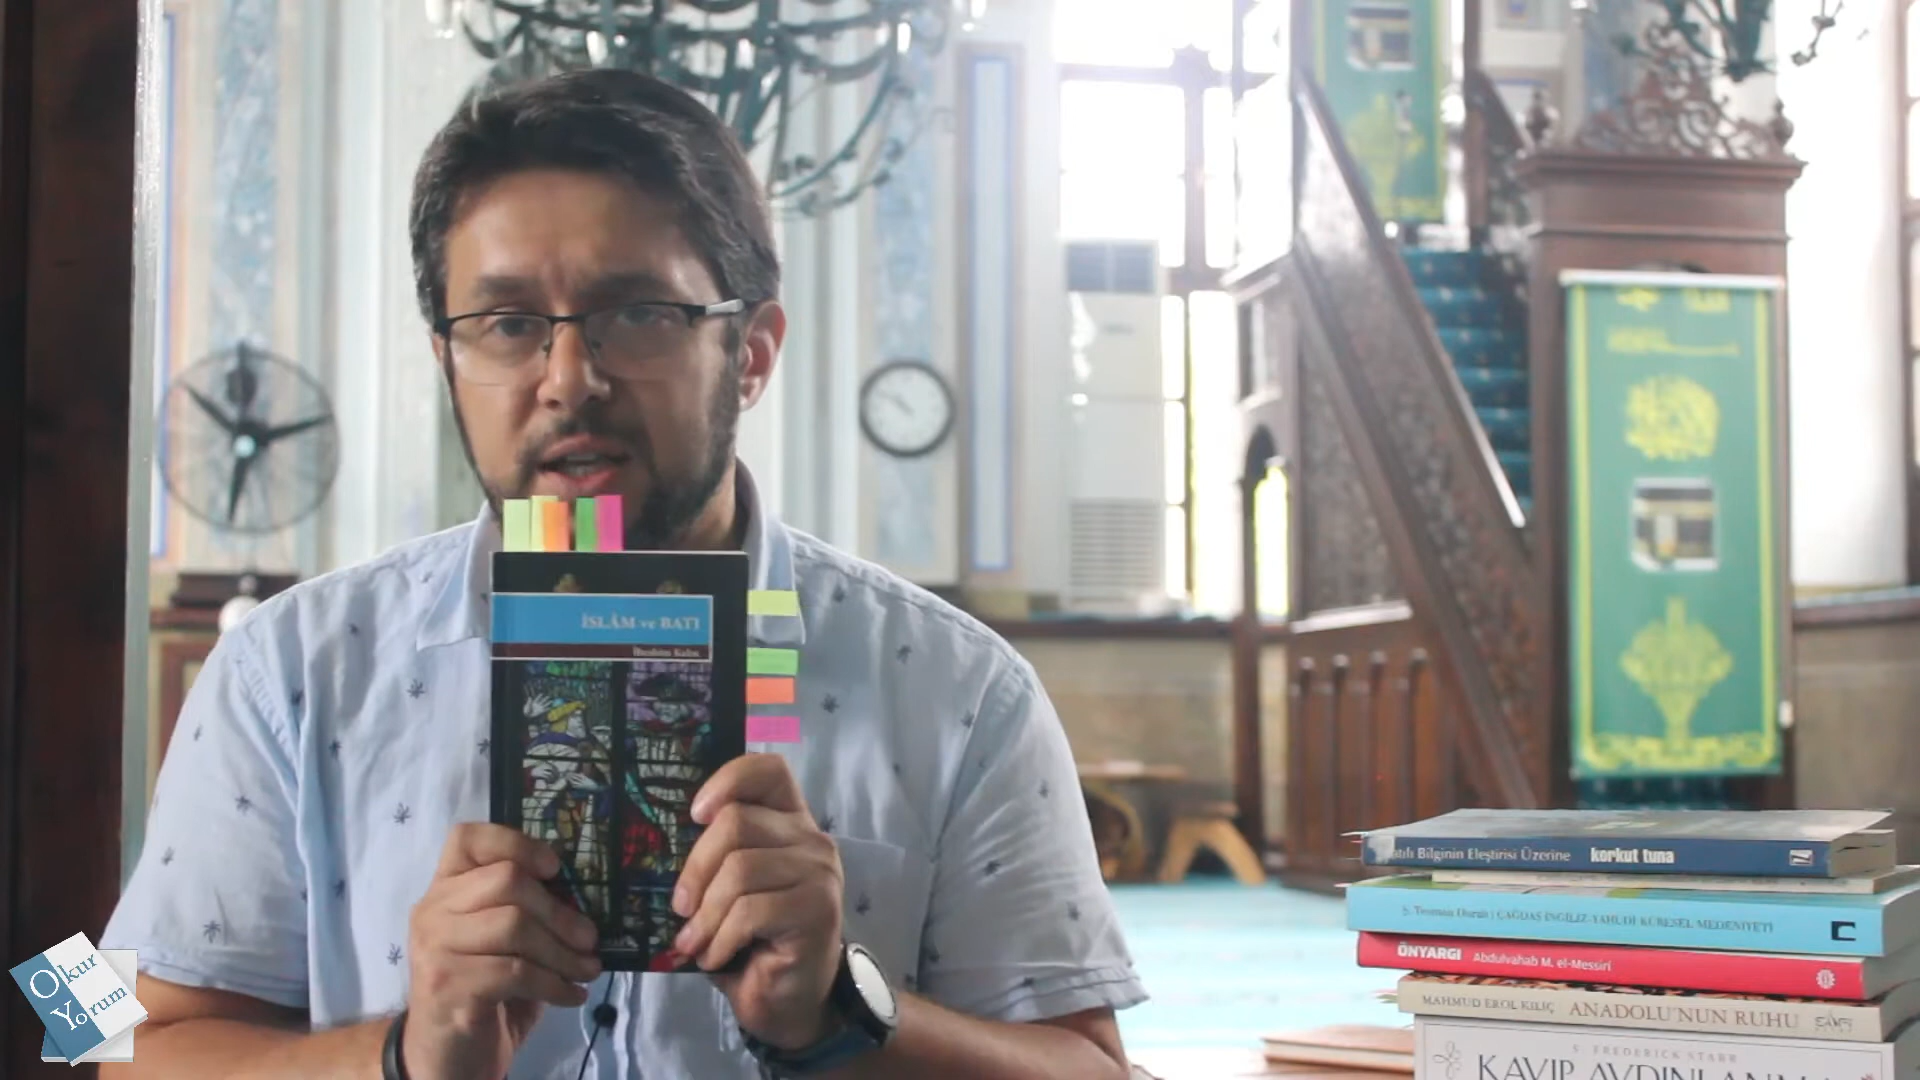 İSLÂM ve BATI
İbrahim Kalın
Bilginin Eleştirisi Üzerine korkut tuna
Ş. Teoman Duralı | ÇAĞDAŞ İNGİLİZ-YAHUDİ KÜRESEL MEDENİYETİ
ÖNYARGI Abdulvahab M. el-Messiri
MAHMUD EROL KILIÇ ANADOLU'NUN RUHU
S. FREDERICK STARR
KAYIP AYDINLANMA
Okur
Yorum